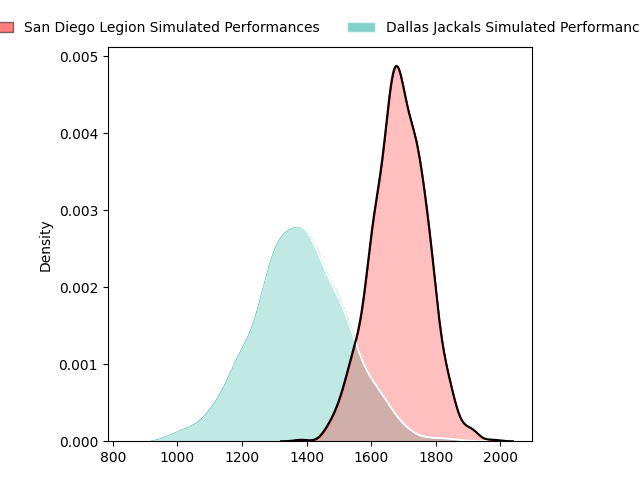 San Diego Legion Simulated Performances Dallas Jackals Simulated Performanc
0.005
0.004
0.003
0.002
0.001
0.000
Density
800 1000 1200 1400 1600 1800 2000